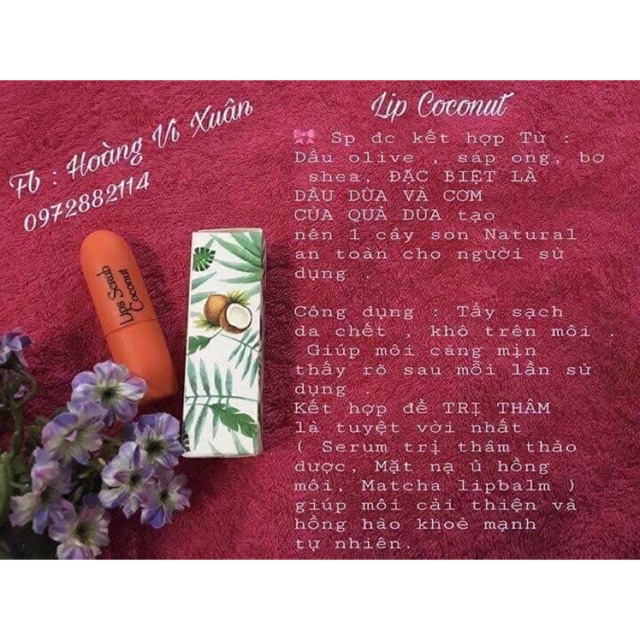 Fb : Hoàng Vi Xuân
0972882114
Lips Scrub
Coconut
Lip Coconut
🎀 Sp đc kết hợp Từ :
Dầu olive , sáp ong, bơ
shea, ĐẶC BIỆT LÀ
DẦU DỪA VÀ CƠM
CỦA QUẢ DỪA tạo
nên 1 cây son Natural
an toàn cho người sử
dụng .
Công dụng : Tẩy sạch
da chết , khô trên môi .
Giúp môi căng mịn
thấy rõ sau mỗi lần sử
dụng .
Kết hợp để TRỊ THÂM
là tuyệt vời nhất
( Serum trị thâm thảo
dược, Mặt nạ ủ hồng
môi, Matcha lipbalm )
giúp môi cải thiện và
hồng hào khoẻ mạnh
tự nhiên.